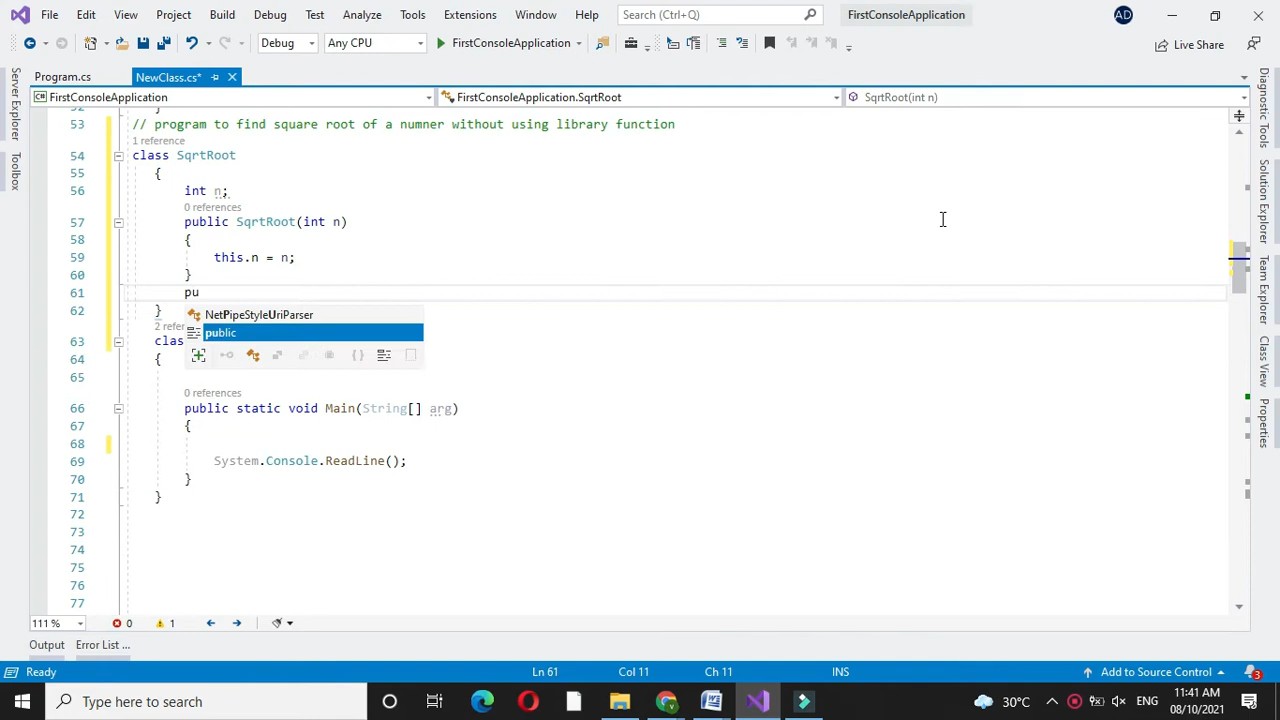 File Edit View Project Build Debug Test Analyze Tools Extensions Window Help Search (Ctrl+Q) FirstConsoleApplication AD
Debug Any CPU FirstConsoleApplication Live Share
Program.cs NewClass.cs*
FirstConsoleApplication FirstConsoleApplication.SqrtRoot SqrtRoot(int n)
Server Explorer
Toolbox
Diagnostic Tools
Solution Explorer
Team Explorer
Class View
Properties
52 }
53 // program to find square root of a numner without using library function
1 reference
54 class SqrtRoot
55 {
56 int n;
0 references
57 public SqrtRoot(int n)
58 {
59 this.n = n;
60 }
61 pu
NetPipeStyleUriParser
public
62 }
2 refer
63 clas
64 {
65
0 references
66 public static void Main(String[] arg)
67 {
68
69 System.Console.ReadLine();
70 }
71 }
72
73
74
75
76
77
111 % 0 1
Output Error List ...
Ready Ln 61 Col 11 Ch 11 INS Add to Source Control 3
Type here to search 30°C ENG 11:41 AM
08/10/2021